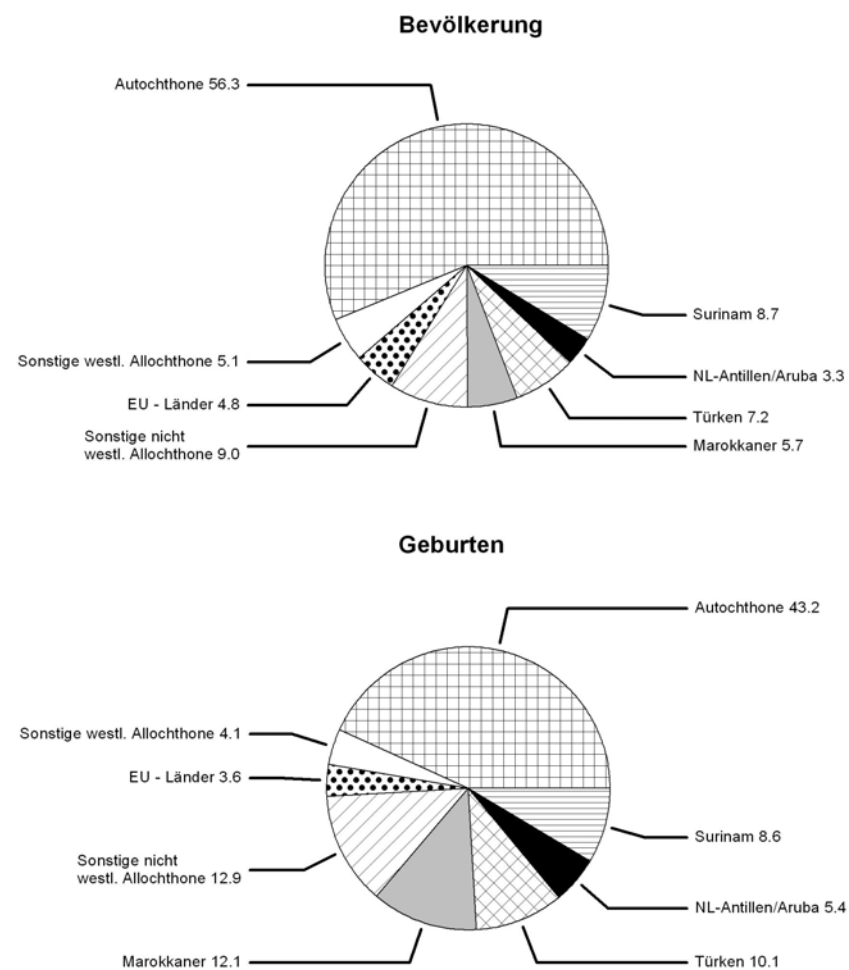 Bevölkerung
Autochthone 56.3
Surinam 8.7
Sonstige westl. Allochthone 5.1
NL-Antillen/Aruba 3.3
EU - Länder 4.8
Türken 7.2
Sonstige nicht
westl. Allochthone 9.0
Marokkaner 5.7
Geburten
Autochthone 43.2
Sonstige westl. Allochthone 4.1
EU - Länder 3.6
Surinam 8.6
Sonstige nicht
westl. Allochthone 12.9
NL-Antillen/Aruba 5.4
Marokkaner 12.1
Türken 10.1